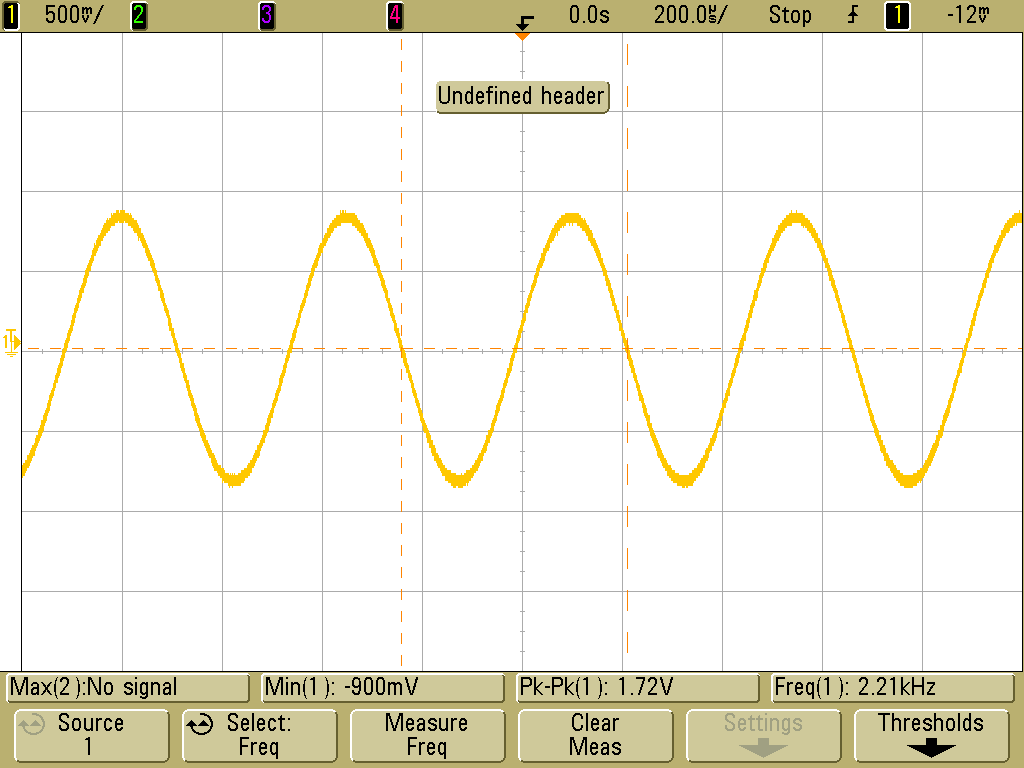 1 500mV/ 2 3 4 0.0s 200.0µs/ Stop 1 -12mV
Undefined header
Max(2):No signal Min(1): -900mV Pk-Pk(1): 1.72V Freq(1): 2.21kHz
Source Select: Measure Clear Settings Thresholds
1 Freq Freq Meas